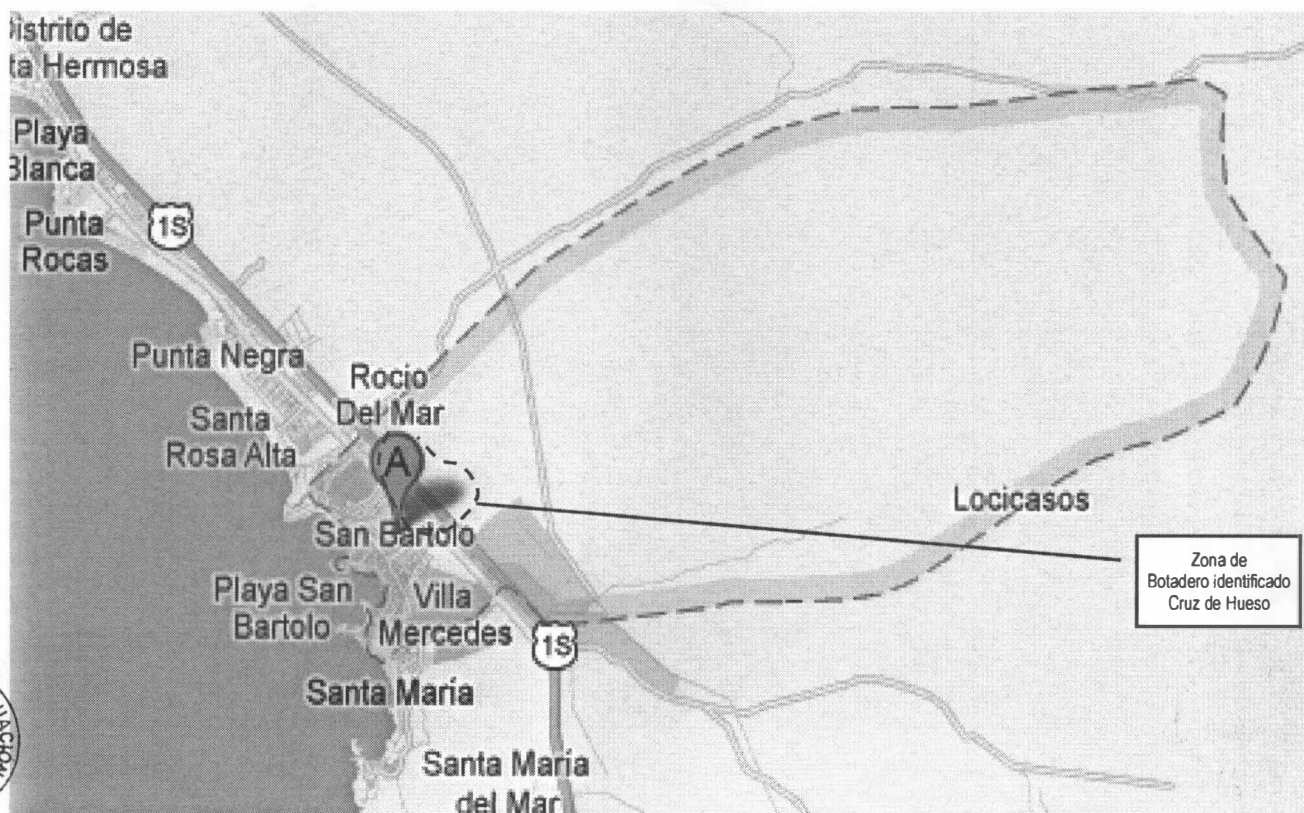 Distrito de
ta Hermosa
Playa
Blanca
1S
Punta
Rocas
Punta Negra
Rocio
Del Mar
Santa
Rosa Alta
A
San Bartolo
Locicasos
Zona de
Botadero identificado
Cruz de Hueso
Playa San
Bartolo
Villa
Mercedes
1S
Santa María
Santa Maria
del Mar
UACION